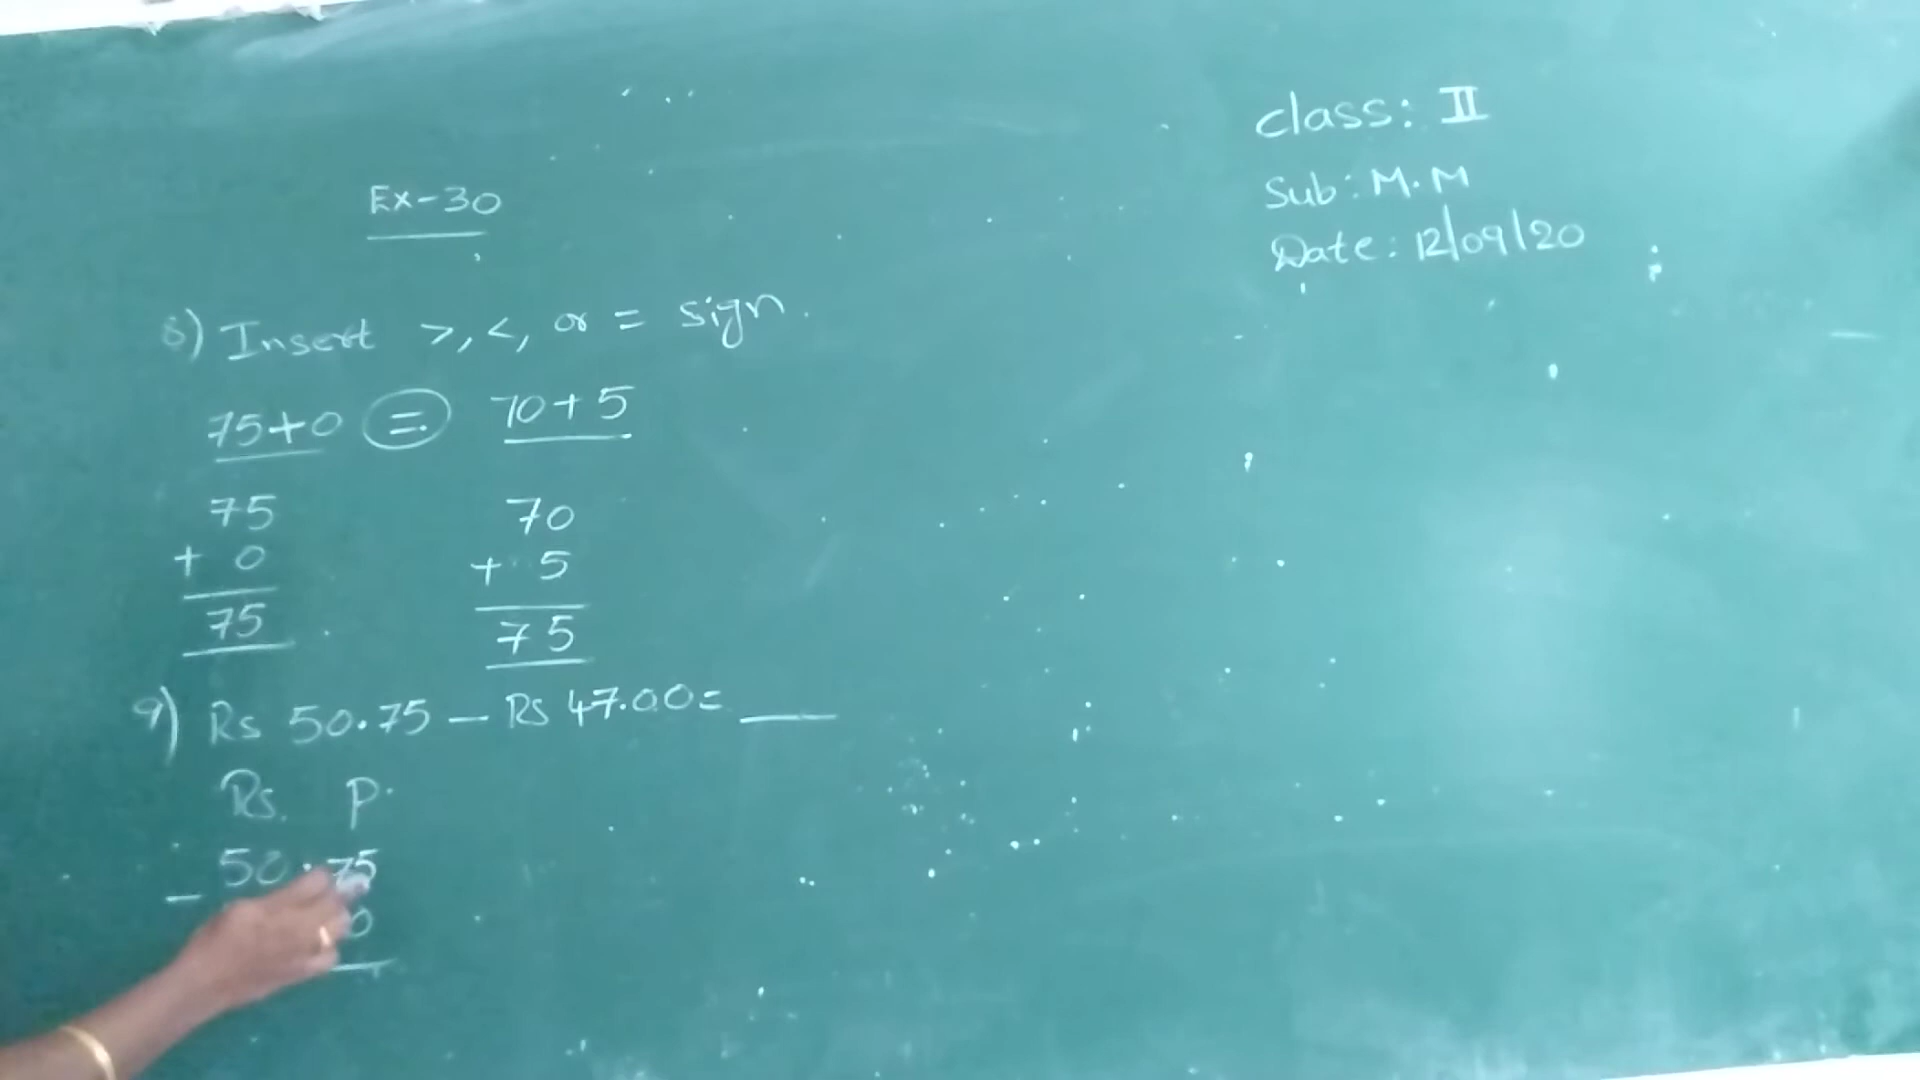 Class: II
Sub: M.M
Date: 12/09/20
Ex-30
8) Insert >, <, or = sign.
75+0 = 70+5
75 70
+ 0 + 5
75 75
9) Rs 50.75 - Rs 47.00 = ___
Rs. P.
50.75
- 0